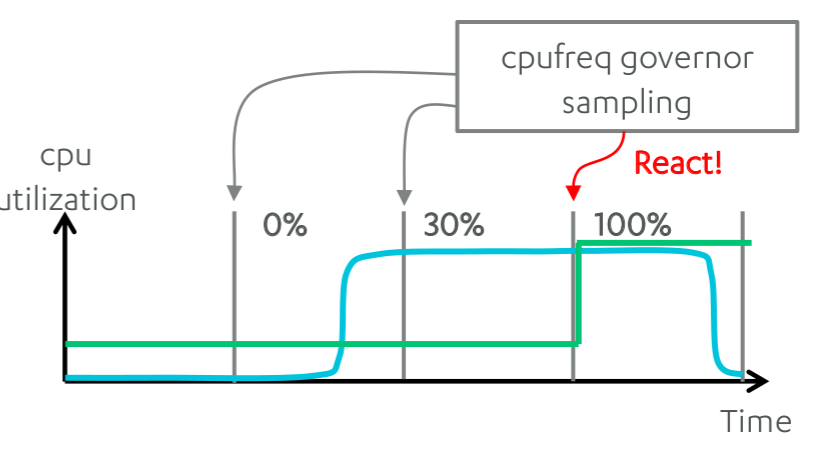 cpufreq governor
sampling
React!
cpu
utilization
0%
30%
100%
Time